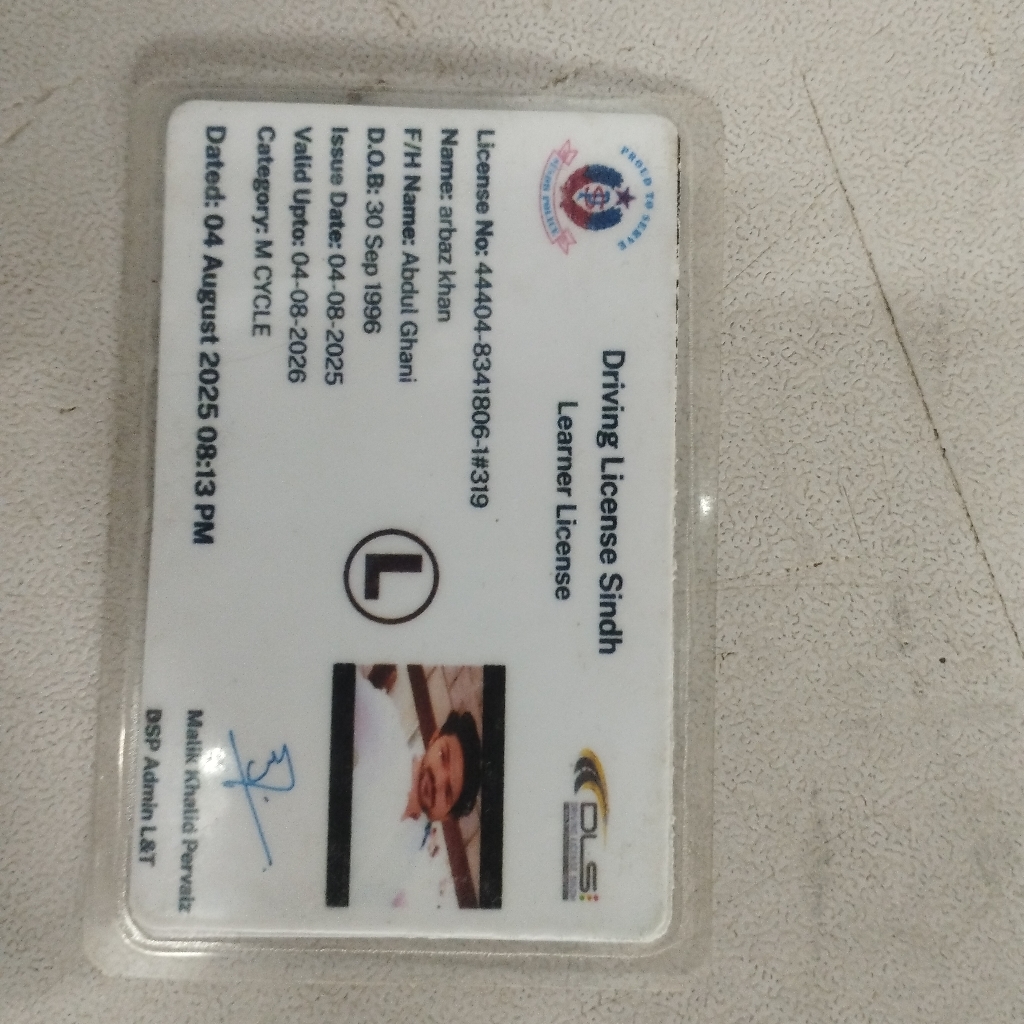 PROUD TO SERVE
SINDH POLICE
Driving License Sindh
Learner License
DLS
License No: 44404-8341806-1#319
Name: arbaz khan
F/H Name: Abdul Ghani
D.O.B: 30 Sep 1996
Issue Date: 04-08-2025
Valid Upto: 04-08-2026
Category: M CYCLE
Dated: 04 August 2025 08:13 PM
L
Malik Khalid Pervaiz
DSP Admin L&T